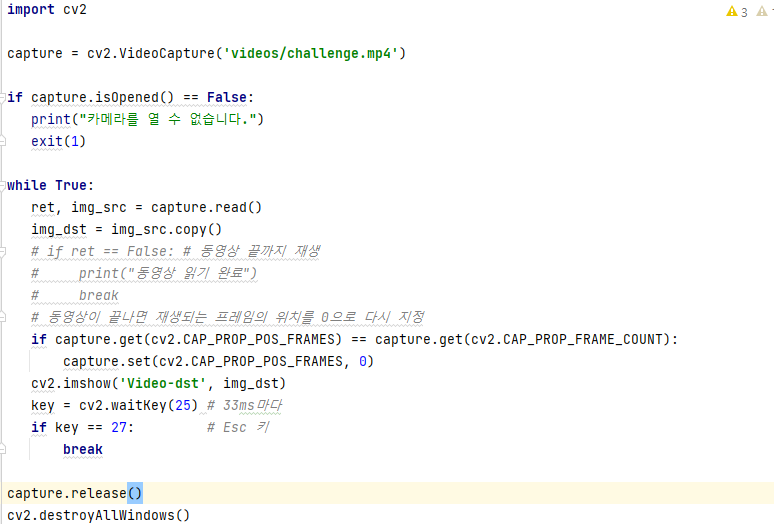 import cv2
3
capture = cv2.VideoCapture('videos/challenge.mp4')
if capture.isOpened() == False:
    print("카메라를 열 수 없습니다.")
    exit(1)
while True:
    ret, img_src = capture.read()
    img_dst = img_src.copy()
    # if ret == False: # 동영상 끝까지 재생
    #     print("동영상 읽기 완료")
    #     break
    # 동영상이 끝나면 재생되는 프레임의 위치를 0으로 다시 지정
    if capture.get(cv2.CAP_PROP_POS_FRAMES) == capture.get(cv2.CAP_PROP_FRAME_COUNT):
        capture.set(cv2.CAP_PROP_POS_FRAMES, 0)
    cv2.imshow('Video-dst', img_dst)
    key = cv2.waitKey(25) # 33ms마다
    if key == 27:         # Esc 키
        break
capture.release()
cv2.destroyAllWindows()